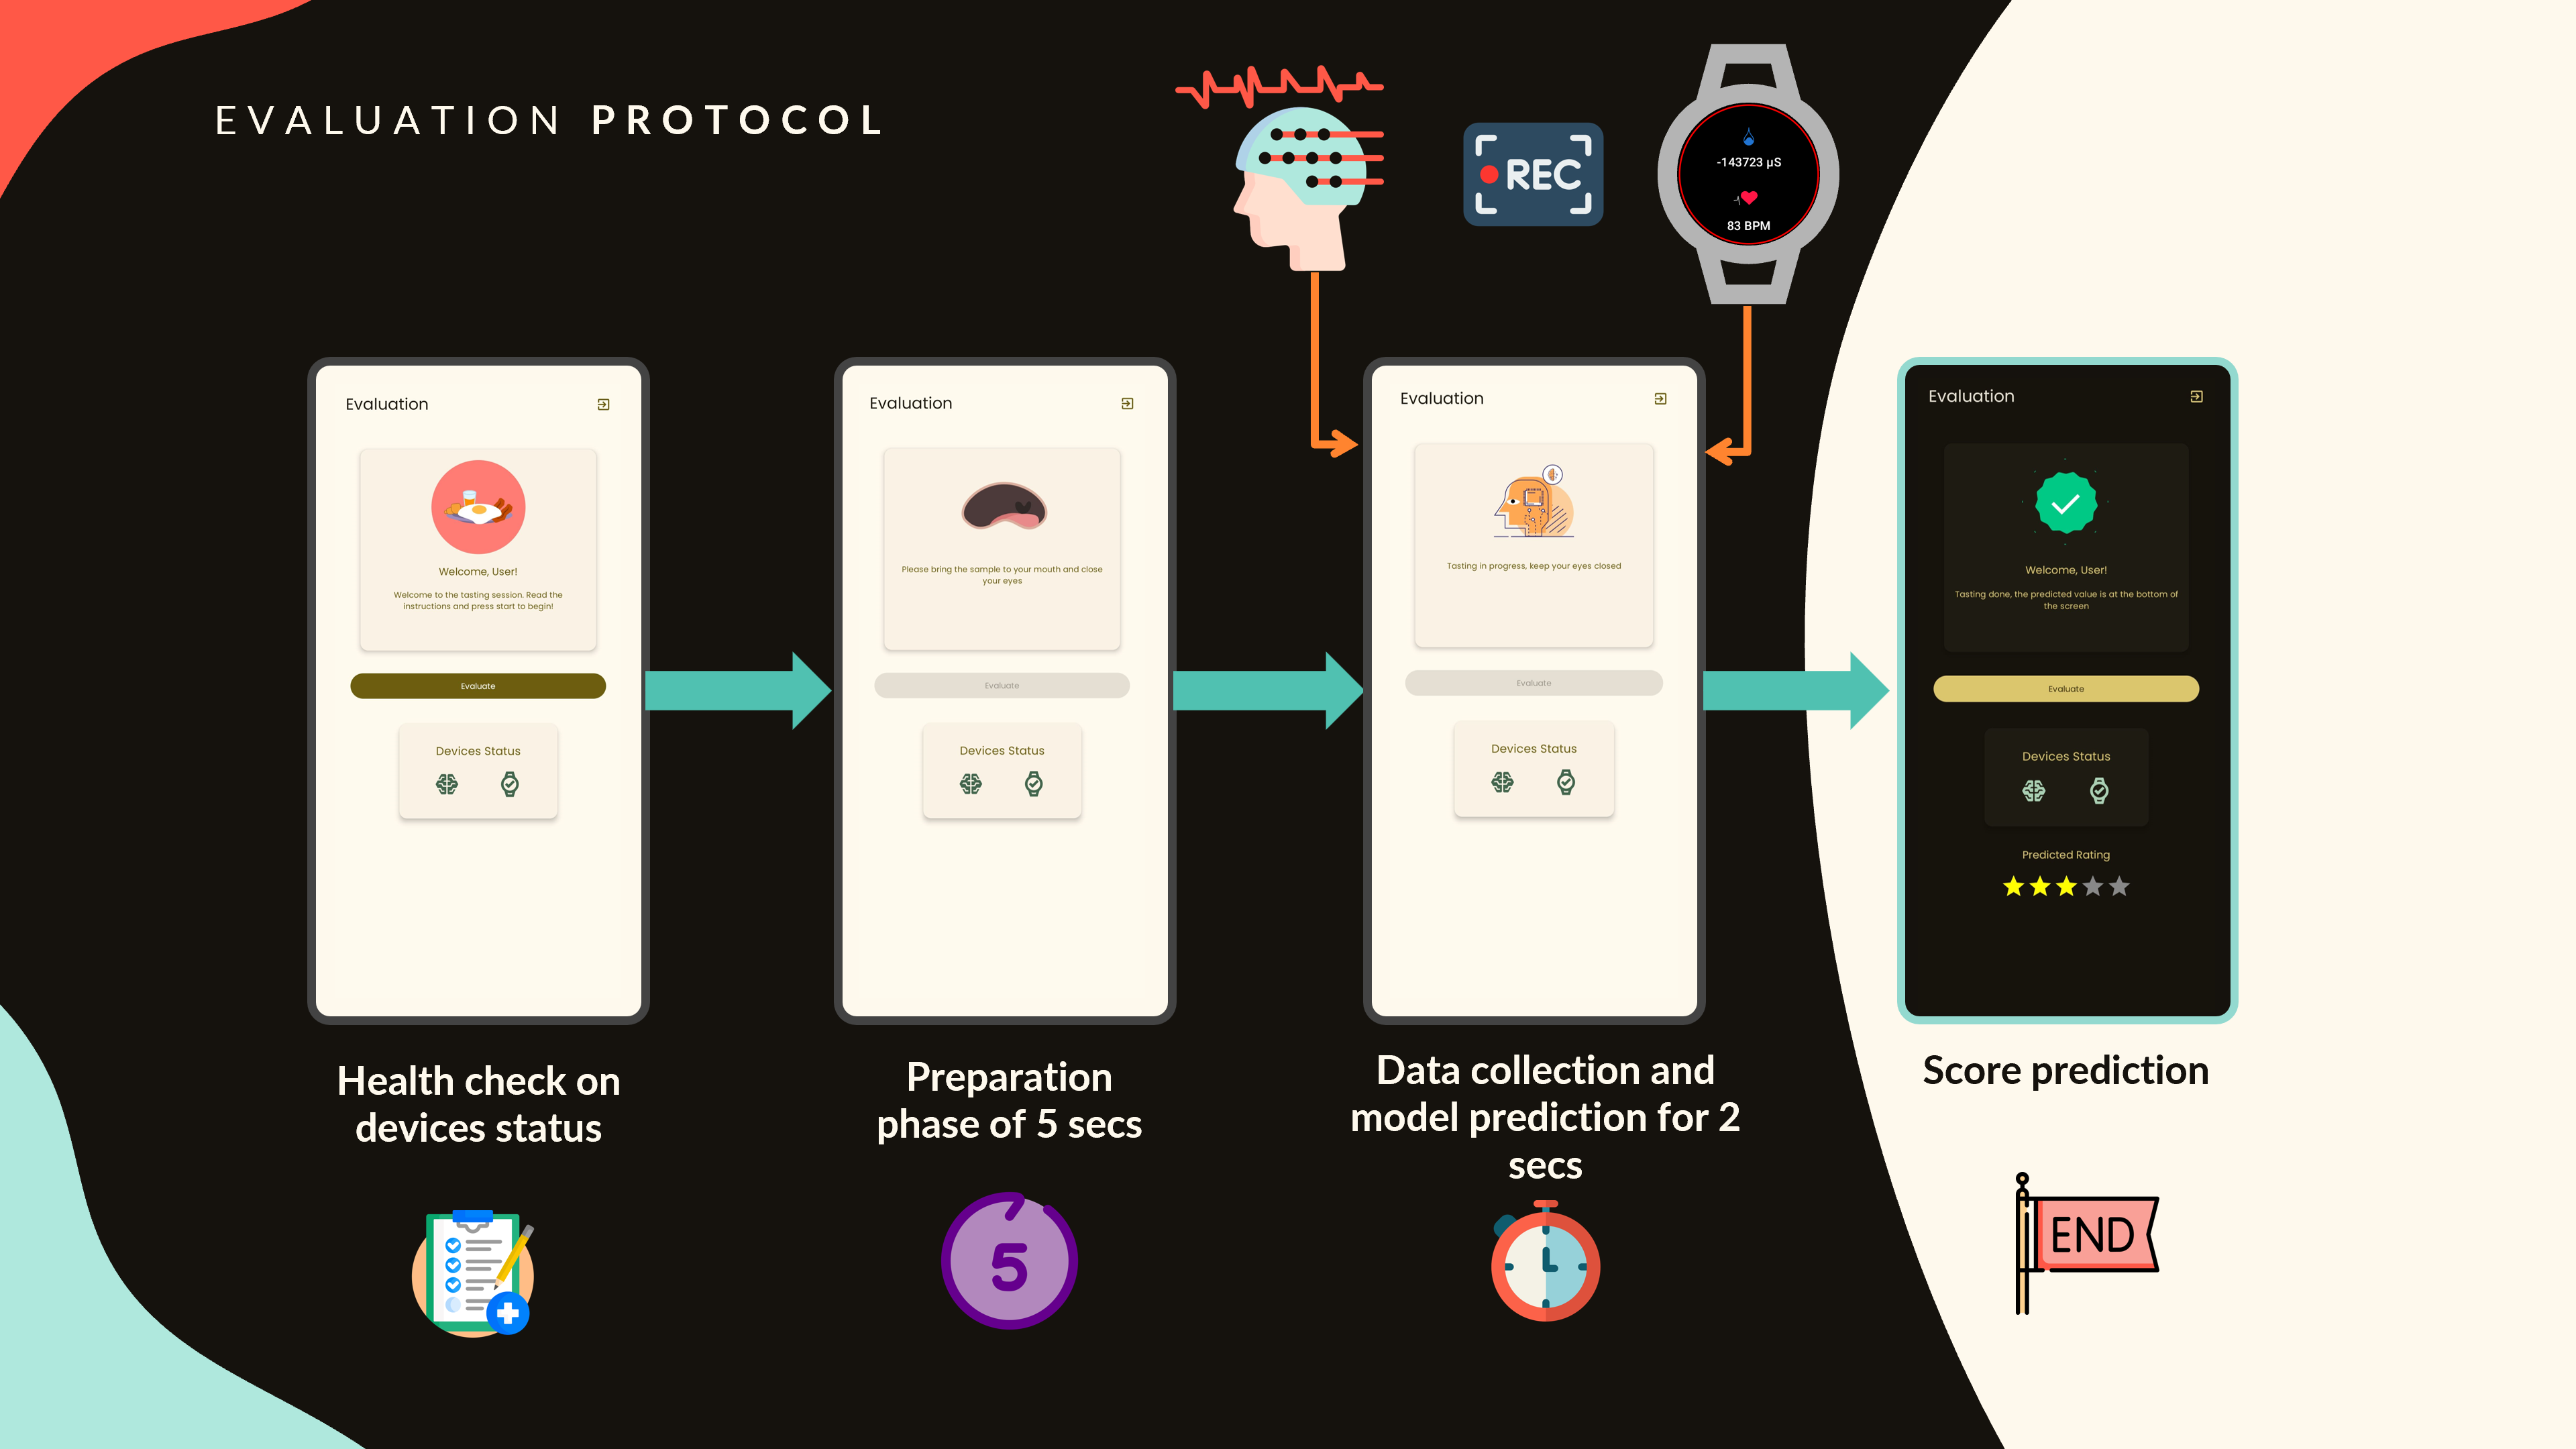 EVALUATION PROTOCOL
REC
-143723 µS
83 BPM
Evaluation
Welcome, User!
Welcome to the tasting session. Read the
instructions and press start to begin!
Evaluate
Devices Status
Health check on
devices status
Evaluation
Please bring the sample to your mouth and close
your eyes
Evaluate
Devices Status
Preparation
phase of 5 secs
5
Evaluation
Tasting in progress, keep your eyes closed
Evaluate
Devices Status
Data collection and
model prediction for 2
secs
Evaluation
Welcome, User!
Tasting done, the predicted value is at the bottom of
the screen
Evaluate
Devices Status
Predicted Rating
Score prediction
END